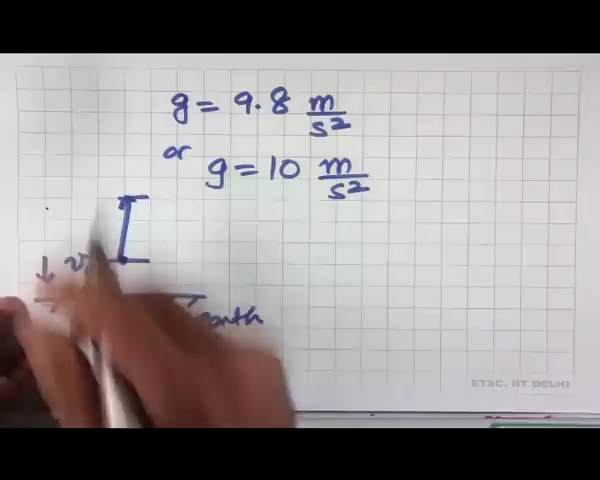 g = 9.8 m/s²
or
g = 10 m/s²
↓ v
earth
ETSC, IIT DELHI